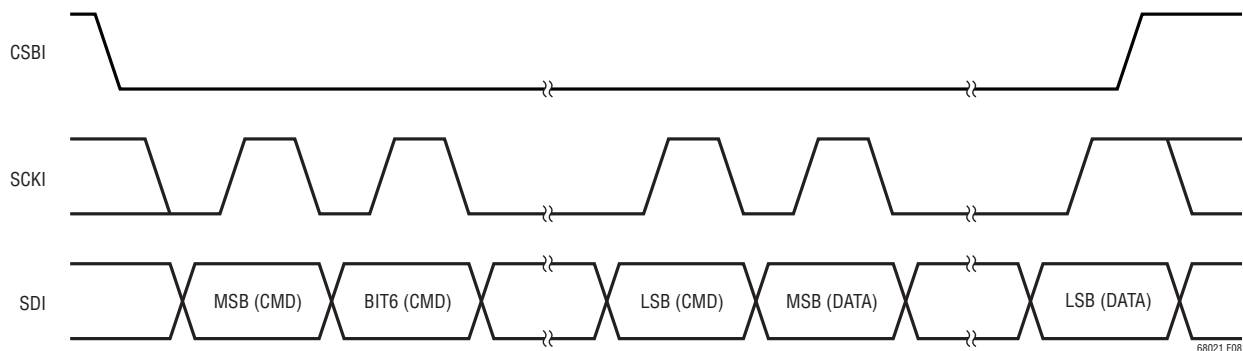 CSBI
SCKI
SDI
MSB (CMD)
BIT6 (CMD)
LSB (CMD)
MSB (DATA)
LSB (DATA)
68021 F08